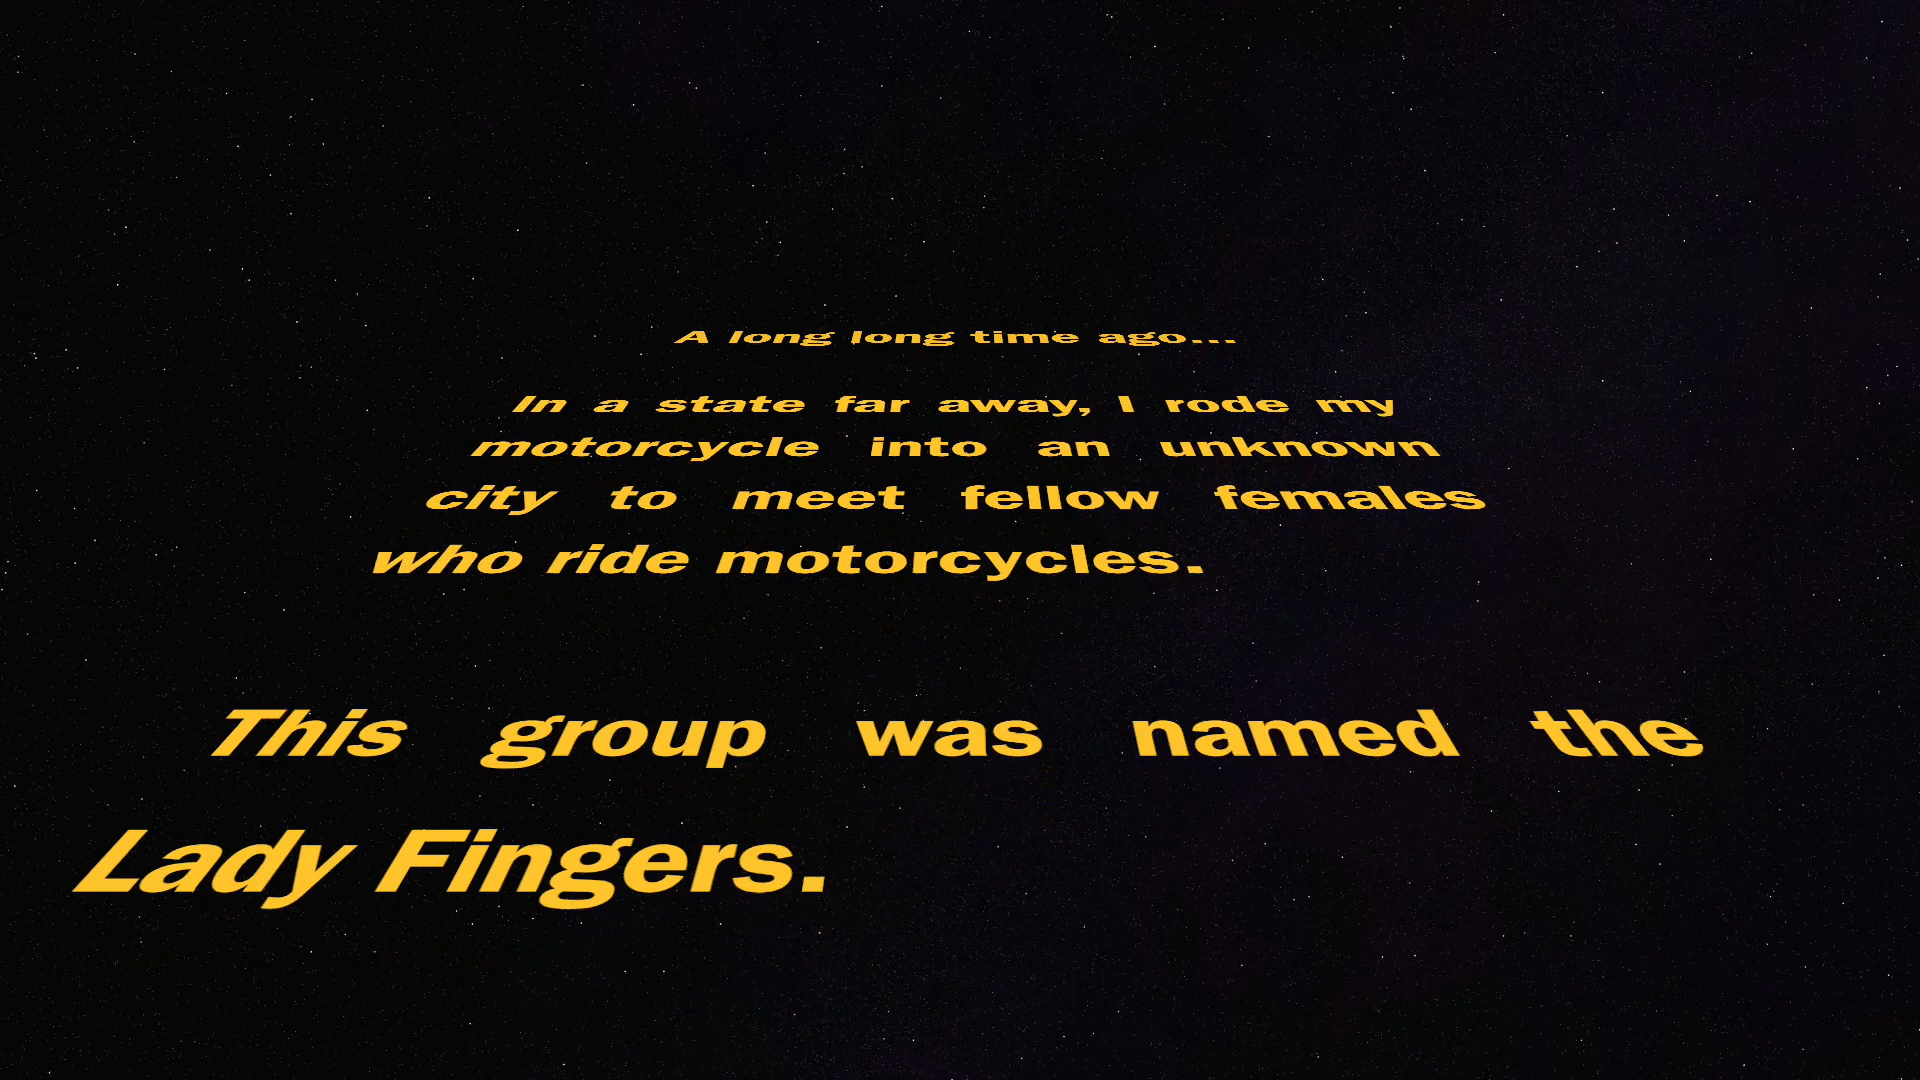 A long long time ago...
In a state far away, I rode my
motorcycle into an unknown
city to meet fellow females
who ride motorcycles.
This group was named the
Lady Fingers.